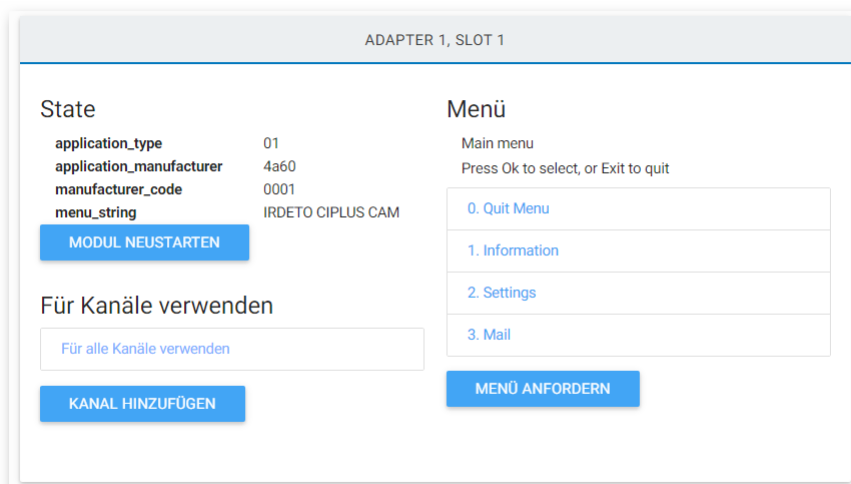 ADAPTER 1, SLOT 1
State
application_type 01
application_manufacturer 4a60
manufacturer_code 0001
menu_string IRDETO CIPLUS CAM
MODUL NEUSTARTEN
Für Kanäle verwenden
Für alle Kanäle verwenden
KANAL HINZUFÜGEN
Menü
Main menu
Press Ok to select, or Exit to quit
0. Quit Menu
1. Information
2. Settings
3. Mail
MENÜ ANFORDERN